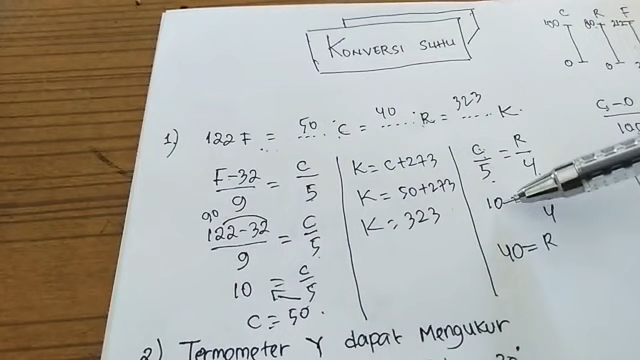 KONVERSI SUHU
C R F
100 80 212
0 0
1) 122 F = ..50.. °C = ..40.. °R = ..323.. K.
F-32/9 = C/5
90
122-32/9 = C/5
10 = C/5
C = 50.
K = C+273
K = 50+273
K = 323
C/5 = R/4
10 =
4
40 = R
C-0
100
2) Termometer Y dapat Mengukur